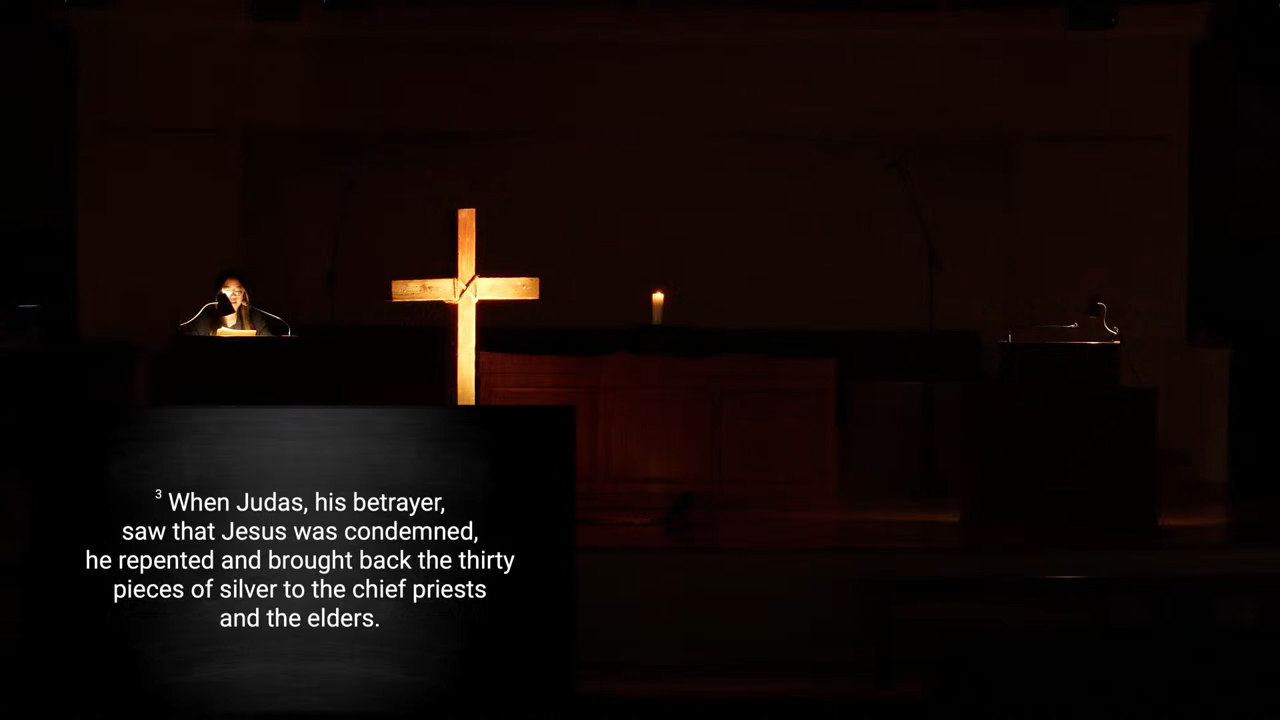 ³ When Judas, his betrayer,
saw that Jesus was condemned,
he repented and brought back the thirty
pieces of silver to the chief priests
and the elders.